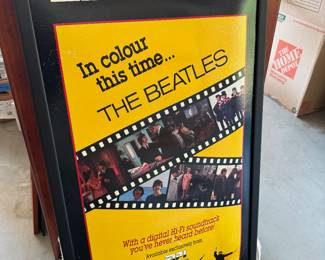 In colour
this time...
THE BEATLES
With a digital Hi-Fi soundtrack
you've never heard before!
Available exclusively from
THE
HOME
DEPOT